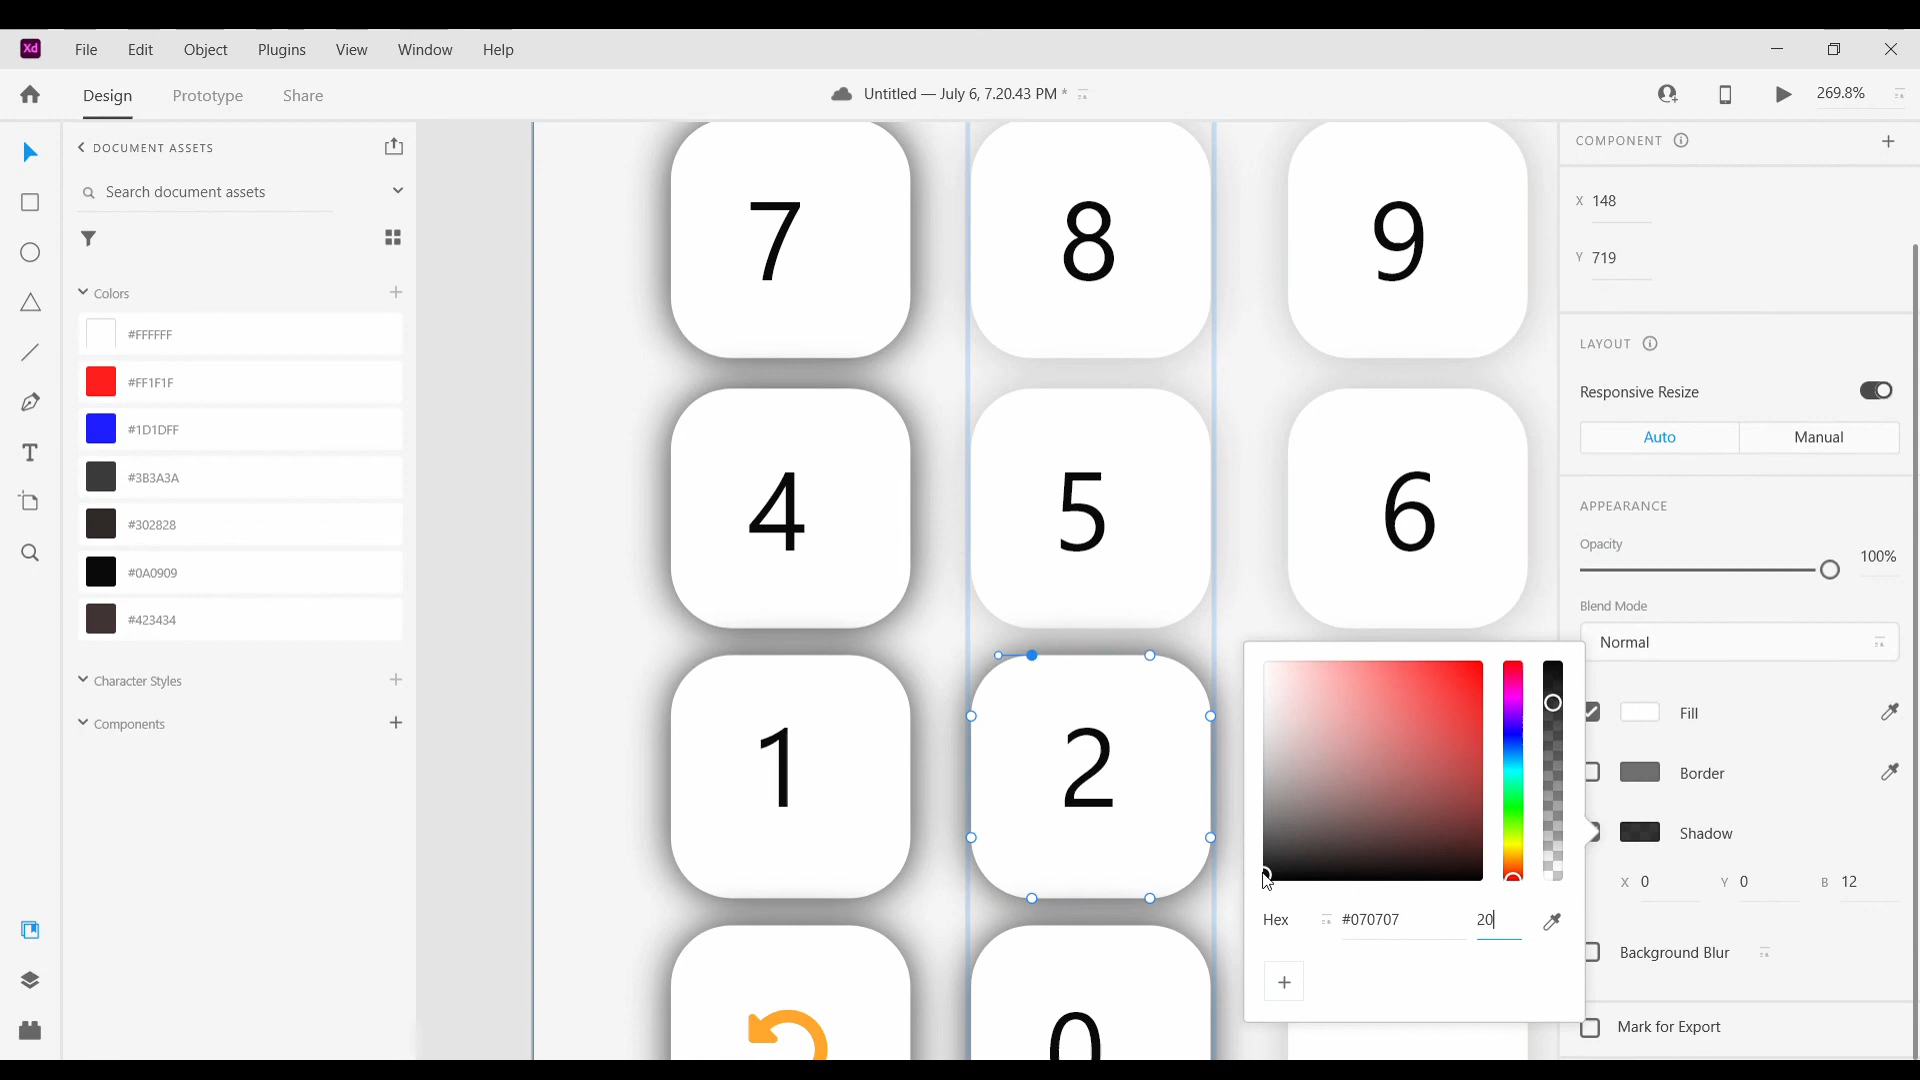 Xd File Edit Object Plugins View Window Help
Design Prototype Share Untitled — July 6, 7.20.43 PM * 269.8%
DOCUMENT ASSETS
Search document assets
Colors
#FFFFFF
#FF1F1F
#1D1DFF
#3B3A3A
#302828
#0A0909
#423434
Character Styles
Components
7 8 9
4 5 6
1 2
0
COMPONENT
X 148
Y 719
LAYOUT
Responsive Resize
Auto Manual
APPEARANCE
Opacity
100%
Blend Mode
Normal
Fill
Border
Shadow
X 0 Y 0 B 12
Hex #070707 20
Background Blur
Mark for Export